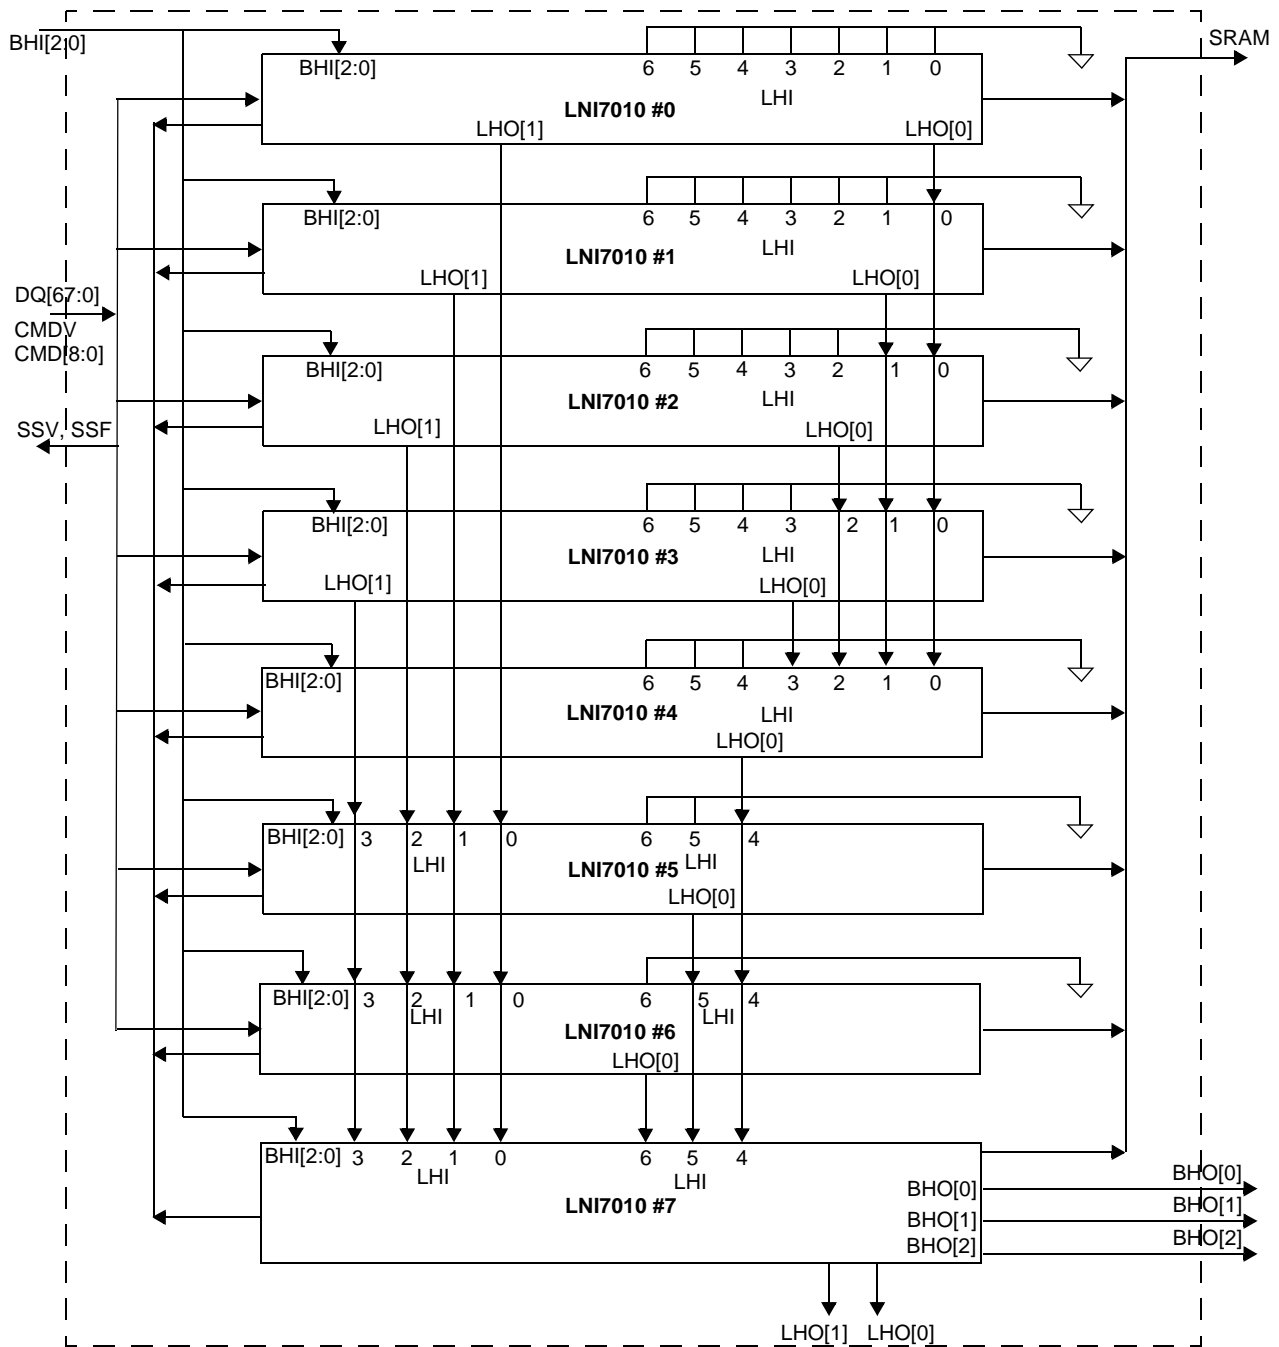 BHI[2:0]
SRAM
BHI[2:0] 6 5 4 3 2 1 0
LHI
LNI7010 #0
LHO[1] LHO[0]
BHI[2:0] 6 5 4 3 2 1 0
LHI
LNI7010 #1
LHO[1] LHO[0]
DQ[67:0]
CMDV
CMD[8:0]
BHI[2:0] 6 5 4 3 2 1 0
LHI
LNI7010 #2
LHO[1] LHO[0]
SSV, SSF
BHI[2:0] 6 5 4 3 2 1 0
LHI
LNI7010 #3
LHO[1] LHO[0]
BHI[2:0] 6 5 4 3 2 1 0
LHI
LNI7010 #4
LHO[0]
BHI[2:0] 3 2 1 0 6 5 4
LHI LHI
LNI7010 #5
LHO[0]
BHI[2:0] 3 2 1 0 6 5 4
LHI LHI
LNI7010 #6
LHO[0]
BHI[2:0] 3 2 1 0 6 5 4
LHI LHI
LNI7010 #7
BHO[0] BHO[0]
BHO[1] BHO[1]
BHO[2] BHO[2]
LHO[1] LHO[0]